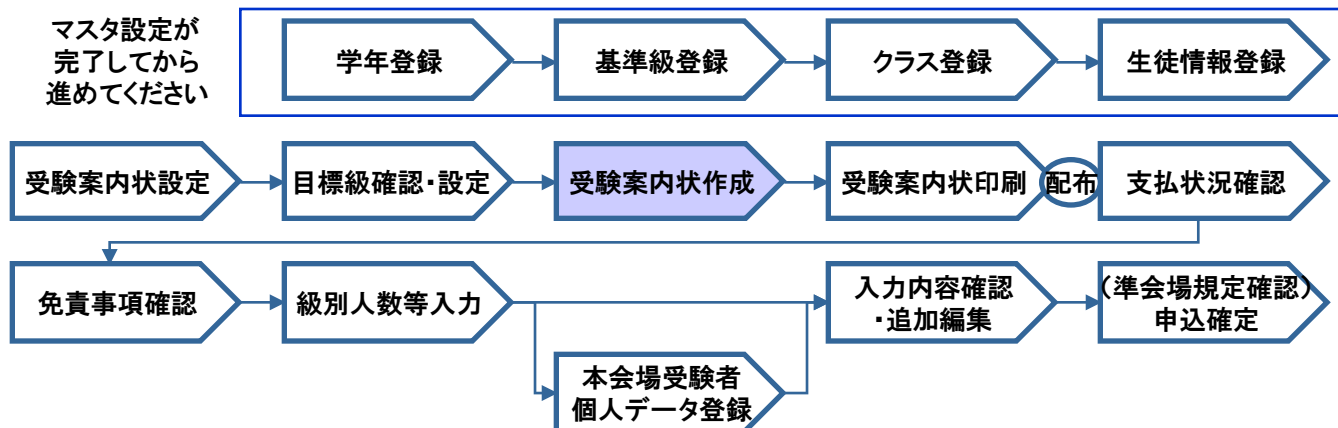 マスタ設定が
完了してから
進めてください
学年登録
基準級登録
クラス登録
生徒情報登録
受験案内状設定
目標級確認・設定
受験案内状作成
受験案内状印刷
配布
支払状況確認
免責事項確認
級別人数等入力
入力内容確認
・追加編集
(準会場規定確認)
申込確定
本会場受験者
個人データ登録